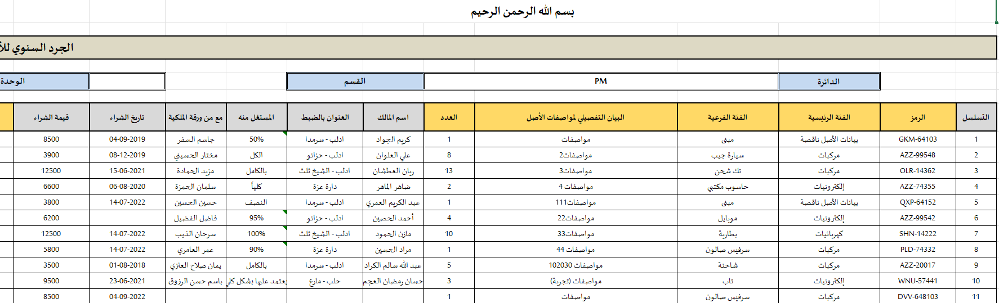 بسم الله الرحمن الرحيم
الجرد السنوي للأ
الدائرة PM القسم الوحدة
التسلسل الرمز الفئة الرئيسية الفئة الفرعية البيان التفصيلي لمواصفات الأصل العدد اسم المالك العنوان بالضبط المستغل منه مع من ورقة الملكية تاريخ الشراء قيمة الشراء
1 GKM-64103 بيانات الأصل ناقصة مبنى مواصفات 1 كريم الجواد ادلب - سرمدا 50% جاسم السفر 04-09-2019 8500
2 AZZ-99548 مركبات سيارة جيب مواصفات2 8 علي العلوان ادلب - حزانو الكل مختار الحسيني 08-12-2019 3900
3 OLR-14362 مركبات تك شحن مواصفات3 13 ريان العطشان ادلب - الشيخ ثلث بالكامل مزيد الحمادة 15-06-2021 12500
4 AZZ-74355 إلكترونيات حاسوب مكتبي مواصفات 4 2 ضاهر الماهر دارة عزة كلياً سلمان الحمزة 06-08-2020 6600
5 QXP-64152 بيانات الأصل ناقصة مبنى مواصفات111 1 عبد الكريم العمري ادلب - سرمدا النصف حسين الحسين 14-07-2022 3800
6 AZZ-99542 إلكترونيات موبايل مواصفات22 4 أحمد الحصين ادلب - حزانو 95% فاضل الفضيل 6200
7 SHN-14222 كهربائيات بطارية مواصفات33 10 مازن الحمود ادلب - الشيخ ثلث 100% سرحان الذيب 14-07-2022 12500
8 PLD-74332 مركبات سرفيس صالون مواصفات 44 1 مراد الحسين دارة عزة 90% عمر العامري 14-07-2022 5800
9 AZZ-20017 مركبات شاحنة مواصفات 102030 5 عبد الله سالم الكراد ادلب - سرمدا بالكامل يمان صلاح العنزي 01-08-2018 3500
10 WNU-57441 إلكترونيات تاب مواصفات (تجربة) 3 حسان رمضان العجم حلب - مارع يعتمد عليها بشكل كلي باسم حسن الرزوق 23-06-2021 9500
11 DVV-648103 مركبات سرفيس صالون مواصفات 1 04-09-2022 8500